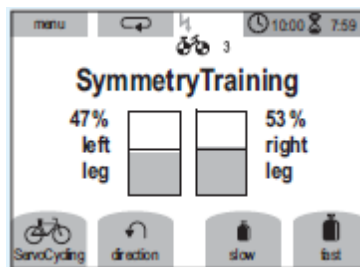 menu
10:00 7:59
3
SymmetryTraining
47% 53%
left right
leg leg
ServoCycling direction slow fast